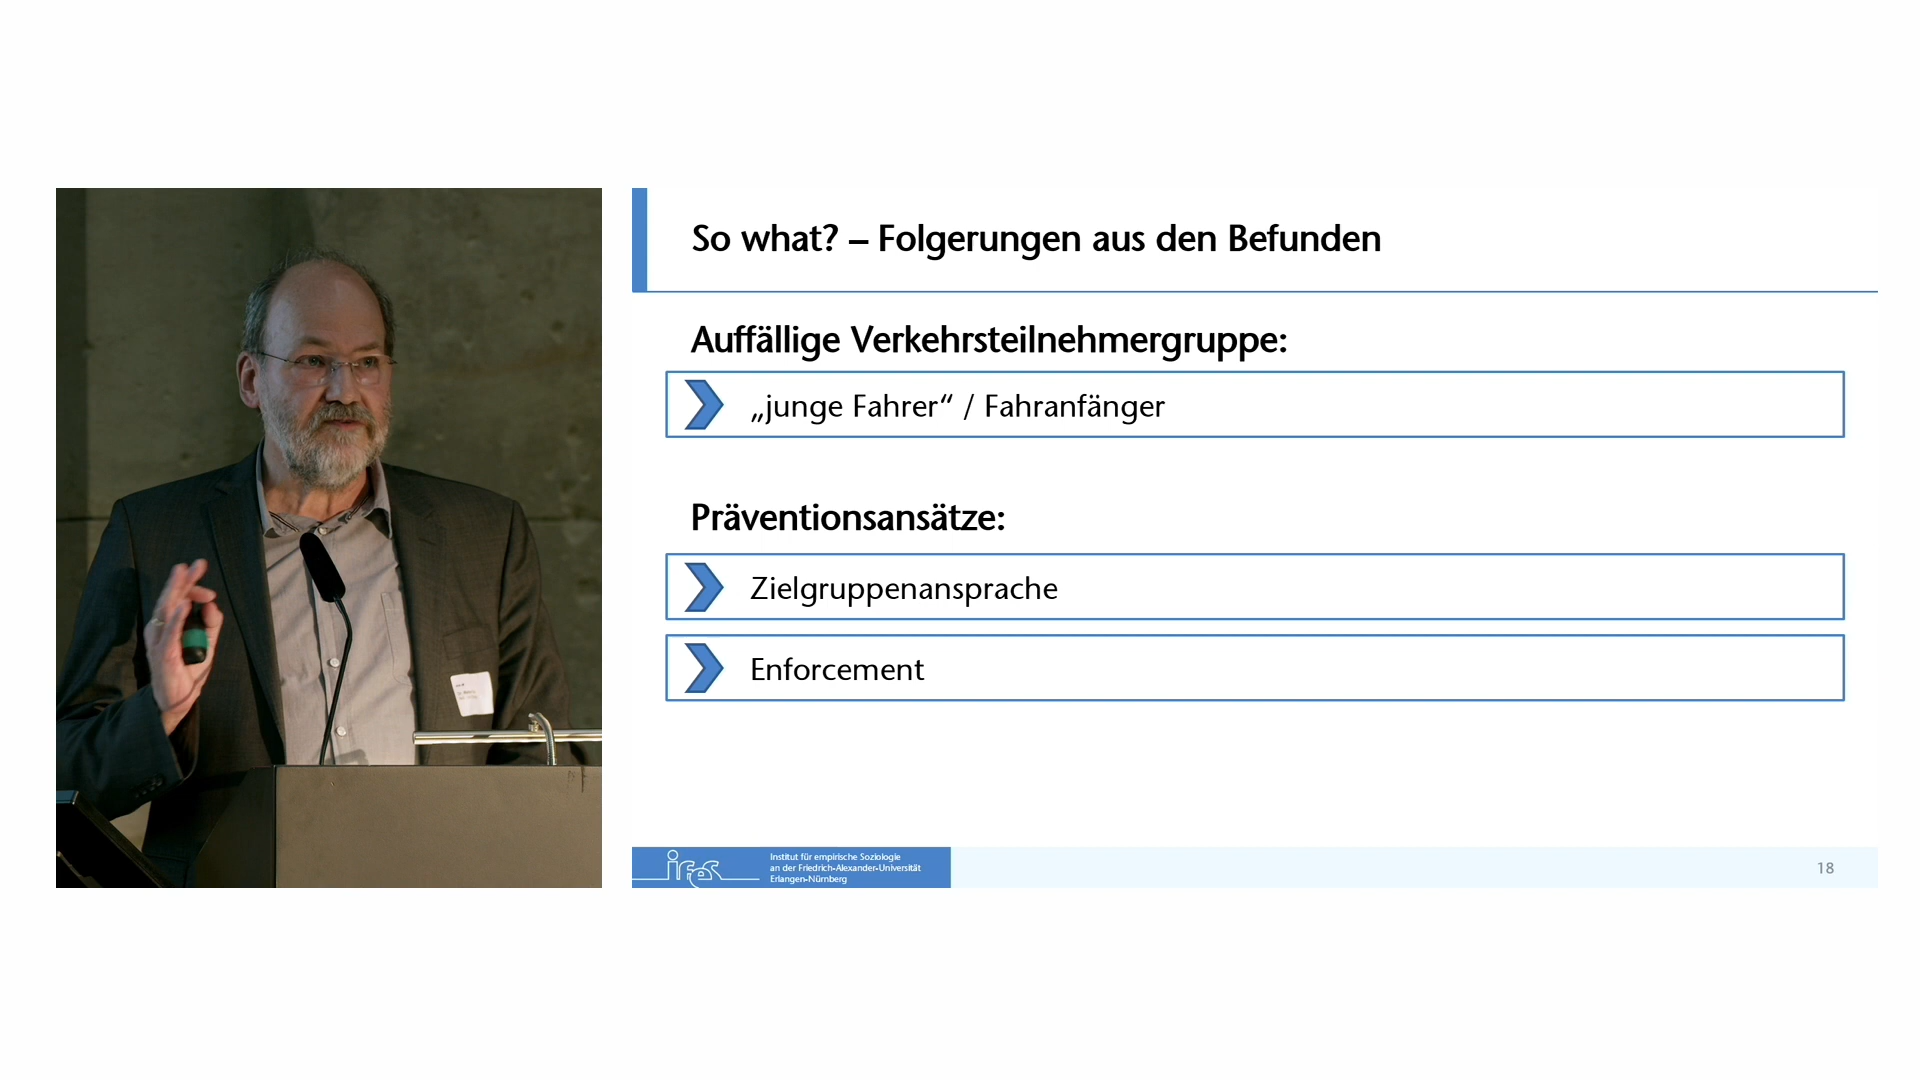 So what? – Folgerungen aus den Befunden
Auffällige Verkehrsteilnehmergruppe:
„junge Fahrer“ / Fahranfänger
Präventionsansätze:
Zielgruppenansprache
Enforcement
ifes
Institut für empirische Soziologie
an der Friedrich-Alexander-Universität
Erlangen-Nürnberg
18